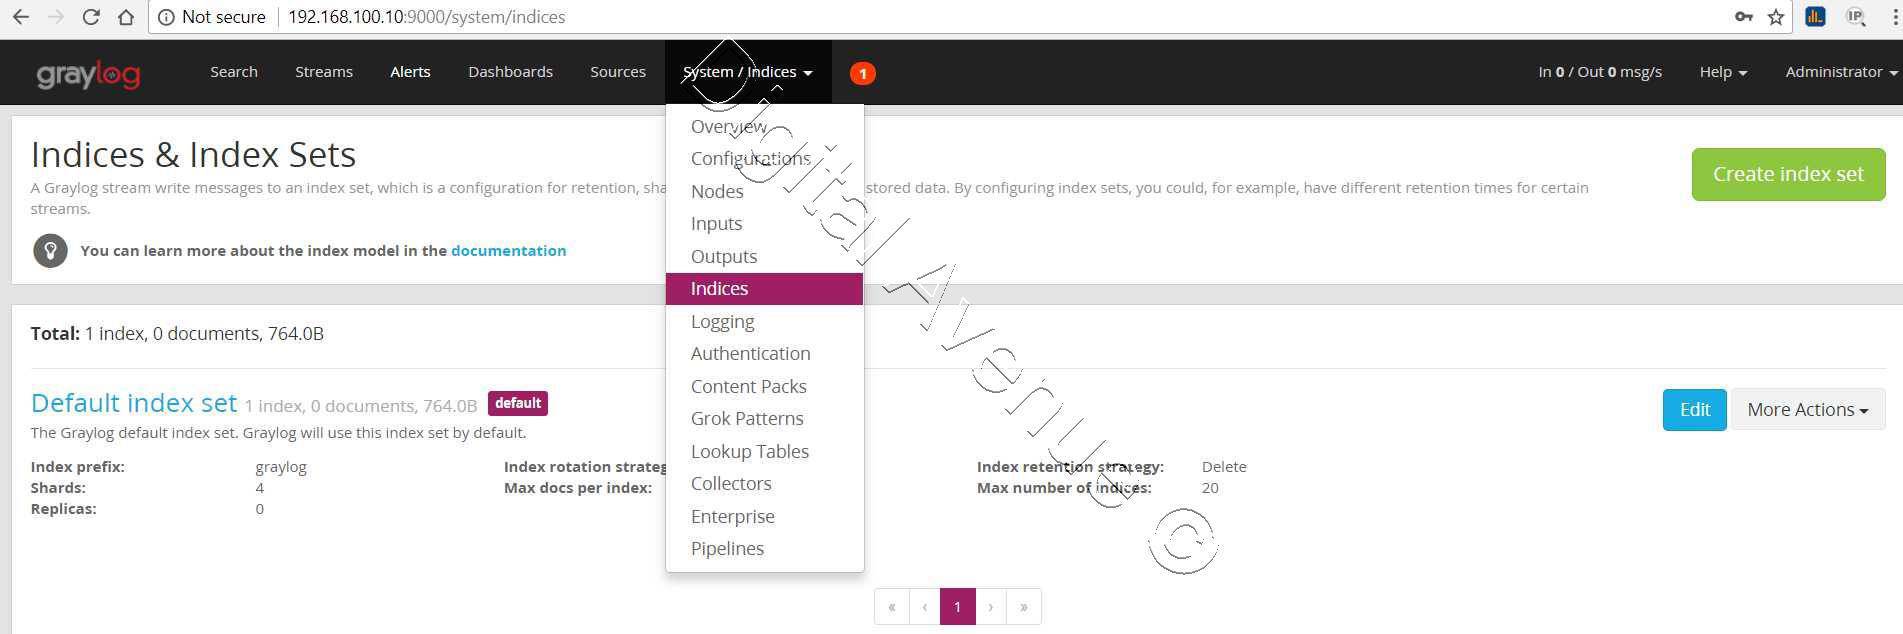 Not secure 192.168.100.10:9000/system/indices IP
graylog Search Streams Alerts Dashboards Sources System / Indices 1 In 0 / Out 0 msg/s Help Administrator
Overview
Configurations
Nodes
Inputs
Outputs
Indices
Logging
Authentication
Content Packs
Grok Patterns
Lookup Tables
Collectors
Enterprise
Pipelines
Indices & Index Sets
A Graylog stream write messages to an index set, which is a configuration for retention, sha stored data. By configuring index sets, you could, for example, have different retention times for certain
streams.
You can learn more about the index model in the documentation
Create index set
Total: 1 index, 0 documents, 764.0B
Default index set 1 index, 0 documents, 764.0B default
Edit More Actions
The Graylog default index set. Graylog will use this index set by default.
Index prefix: graylog
Shards: 4
Replicas: 0
Index rotation strateg
Max docs per index:
Index retention strategy: Delete
Max number of indices: 20
« ‹ 1 › »
Digital Avenue ©